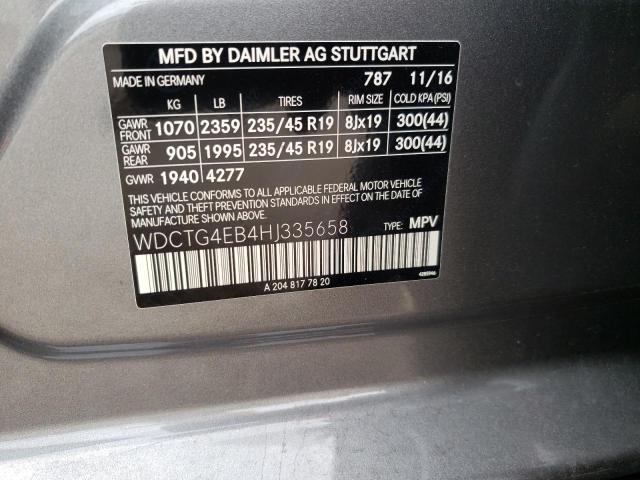 MFD BY DAIMLER AG STUTTGART
MADE IN GERMANY 787 11/16
KG LB TIRES RIM SIZE COLD KPA(PSI)
GAWR FRONT 1070 2359 235/45 R19 8Jx19 300(44)
GAWR REAR 905 1995 235/45 R19 8Jx19 300(44)
GVWR 1940 4277
THIS VEHICLE CONFORMS TO ALL APPLICABLE FEDERAL MOTOR VEHICLE
SAFETY AND THEFT PREVENTION STANDARDS IN EFFECT ON THE DATE OF
MANUFACTURE SHOWN ABOVE.
WDCTG4EB4HJ335658 TYPE: MPV
A 204 817 78 20